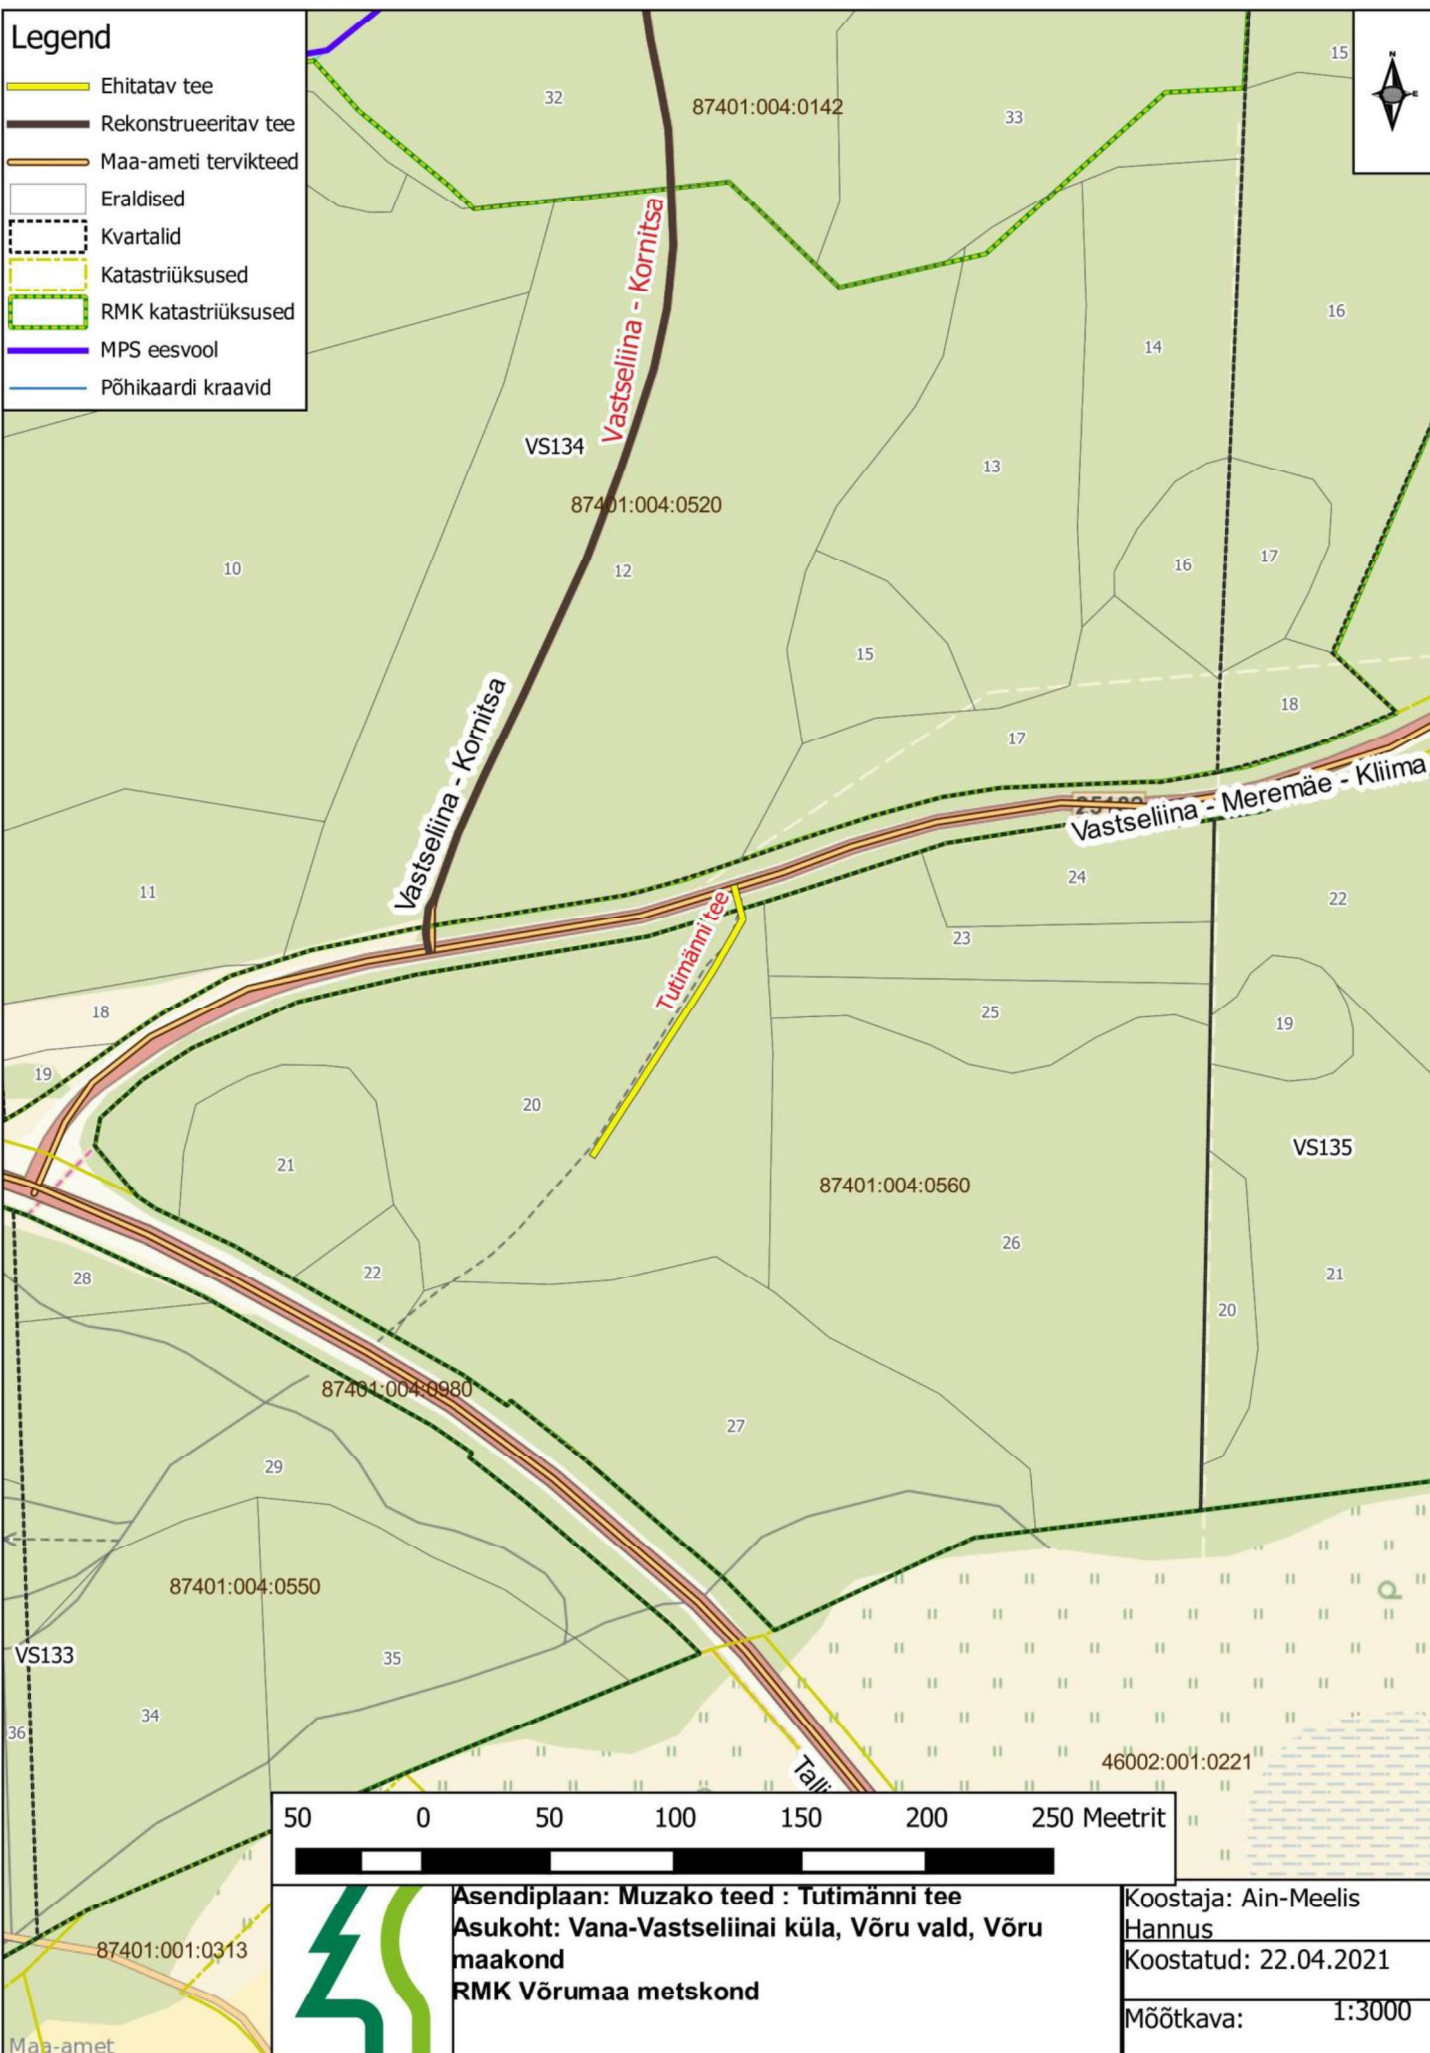 Legend
Ehitatav tee
Rekonstrueeritav tee
Maa-ameti tervikteed
Eraldised
Kvartalid
Katastriüksused
RMK katastriüksused
MPS eesvool
Põhikaardi kraavid
N
E
15
32
87401:004:0142
33
16
14
Vastseliina - Kornitsa
VS134
13
87401:004:0520
10
12
16
17
15
18
17
Vastseliina - Kornitsa
Vastseliina - Meremäe - Kliima
11
24
22
Tutimänni tee
23
18
25
19
19
20
21
VS135
87401:004:0560
26
28
22
21
20
87401:004:0980
27
29
87401:004:0550
VS133
35
34
36
46002:001:0221
Talli
50 0 50 100 150 200 250 Meetrit
Asendiplaan: Muzako teed : Tutimänni tee
Asukoht: Vana-Vastseliinai küla, Võru vald, Võru
maakond
RMK Võrumaa metskond
Koostaja: Ain-Meelis
Hannus
Koostatud: 22.04.2021
Mõõtkava: 1:3000
87401:001:0313
Maa-amet